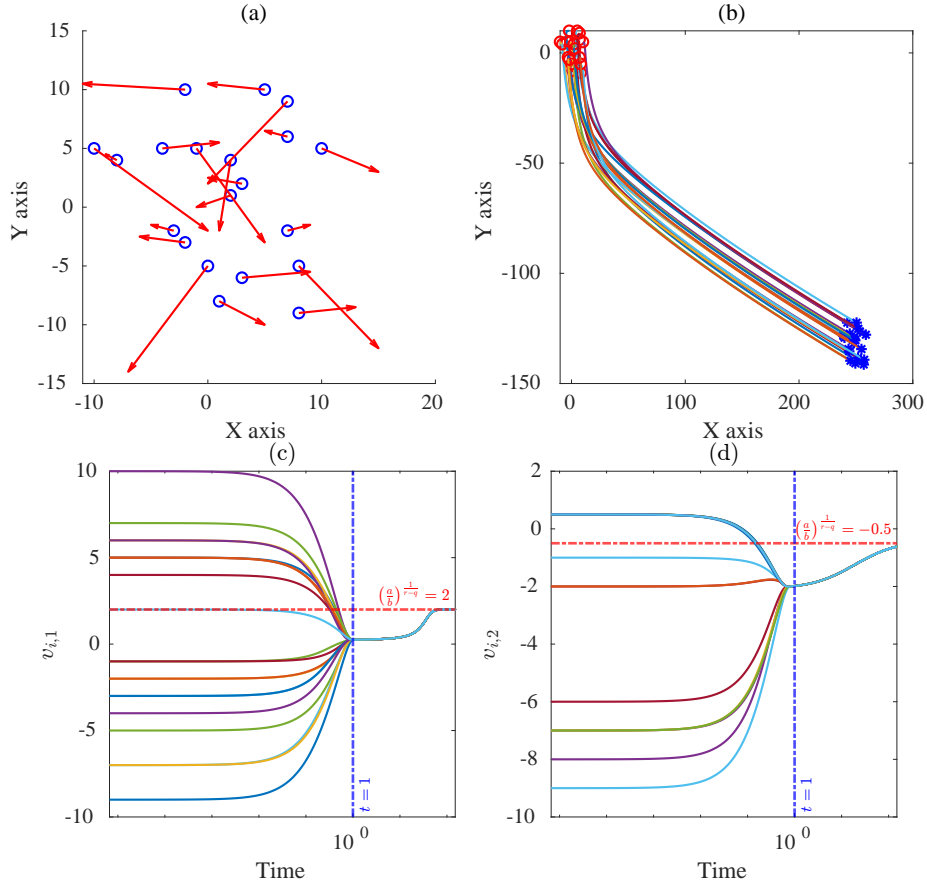 (a)
15
10
5
0
-5
-10
-15
-10
0
10
20
Y axis
X axis
(b)
0
-50
-100
-150
0
100
200
300
Y axis
X axis
(c)
10
5
0
-5
-10
10 0
v_{i,1}
Time
(a/b)^{1/(r−q)} = 2
t = 1
(d)
2
0
-2
-4
-6
-8
-10
10 0
v_{i,2}
Time
(a/b)^{1/(r−q)} = −0.5
t = 1